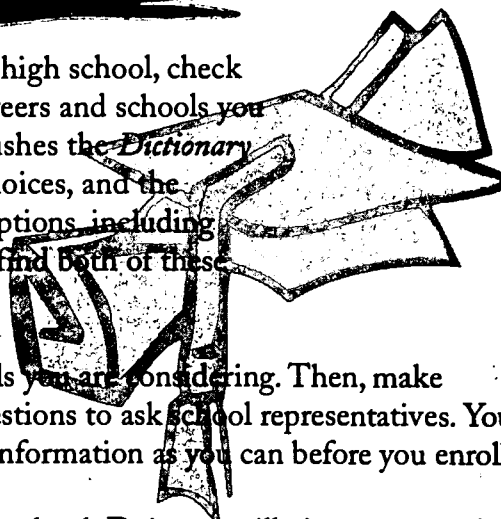 high school, check
eers and schools you
shes the Dictionary
oices, and the
ptions, including
find both of these
ls you are considering. Then, make
estions to ask school representatives. You
nformation as you can before you enroll